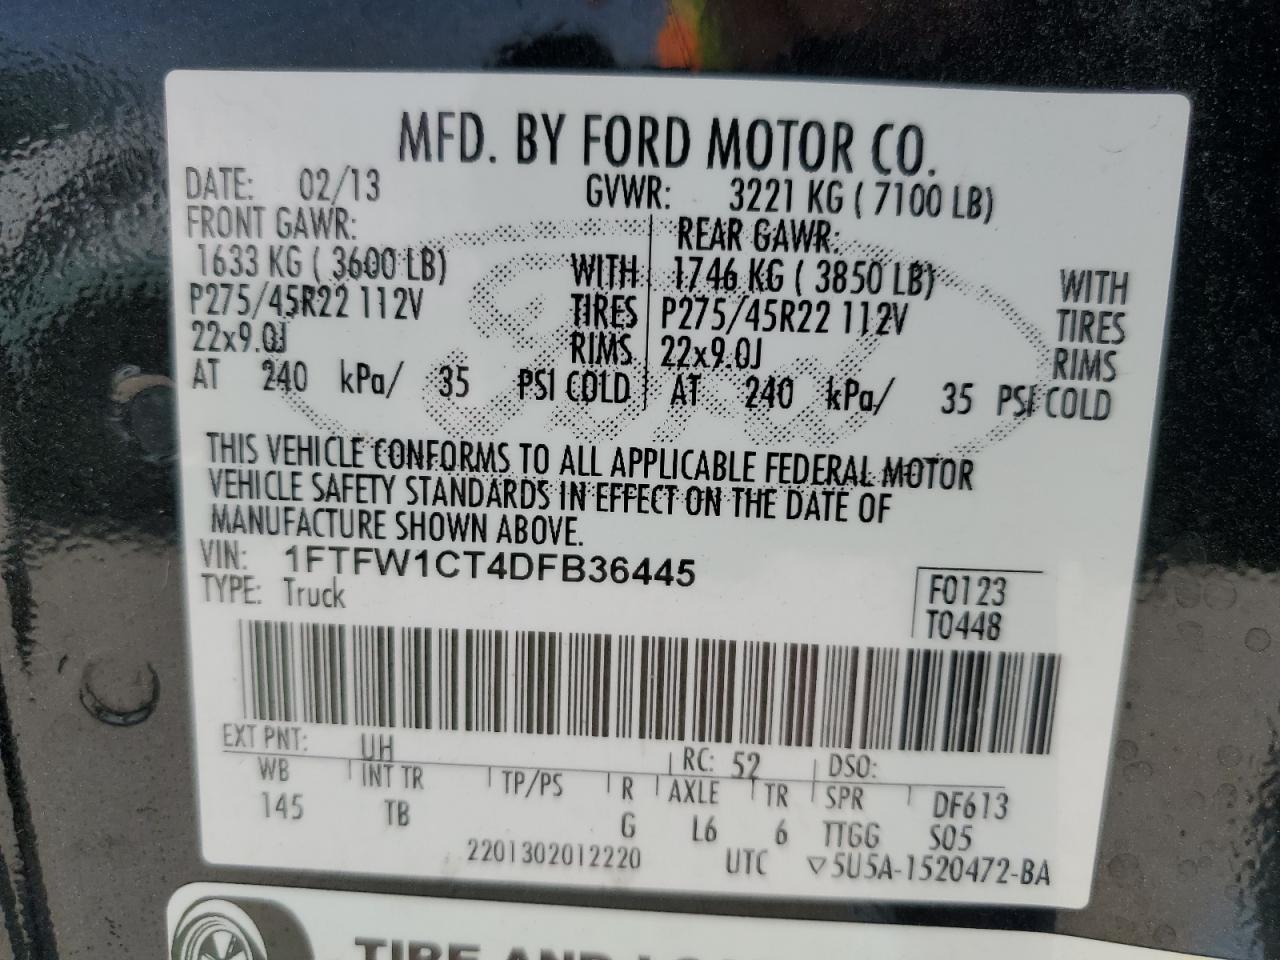 MFD. BY FORD MOTOR CO.
DATE: 02/13 GVWR: 3221 KG ( 7100 LB)
FRONT GAWR: REAR GAWR:
1633 KG ( 3600 LB) WITH 1746 KG ( 3850 LB) WITH
P275/45R22 112V TIRES P275/45R22 112V TIRES
22x9.0J RIMS 22x9.0J RIMS
AT 240 kPa/ 35 PSI COLD AT 240 kPa/ 35 PSI COLD
THIS VEHICLE CONFORMS TO ALL APPLICABLE FEDERAL MOTOR
VEHICLE SAFETY STANDARDS IN EFFECT ON THE DATE OF
MANUFACTURE SHOWN ABOVE.
VIN: 1FTFW1CT4DFB36445
TYPE: Truck
F0123
T0448
EXT PNT: UH RC: 52 DSO:
WB INT TR TP/PS R AXLE TR SPR DF613
145 TB G L6 6 TTGG S05
2201302012220 UTC ▽5U5A-1520472-BA
TIRE AND